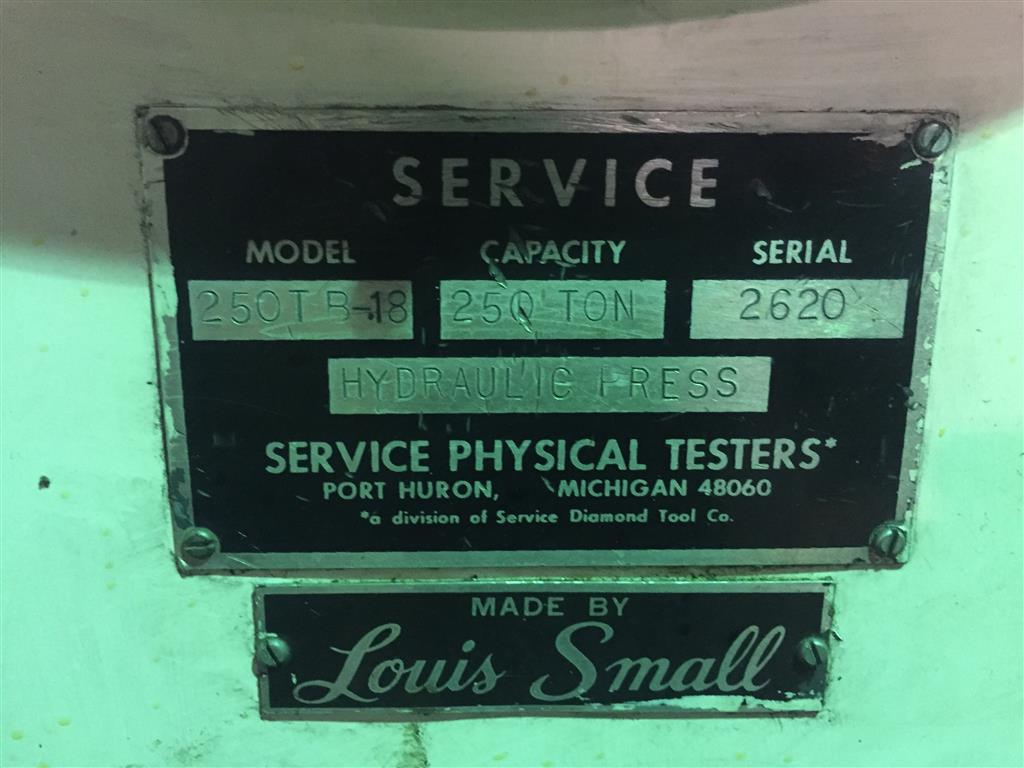 SERVICE
MODEL CAPACITY SERIAL
250TB-18 250 TON 2620
HYDRAULIC PRESS
SERVICE PHYSICAL TESTERS*
PORT HURON, MICHIGAN 48060
*a division of Service Diamond Tool Co.
MADE BY
Louis Small